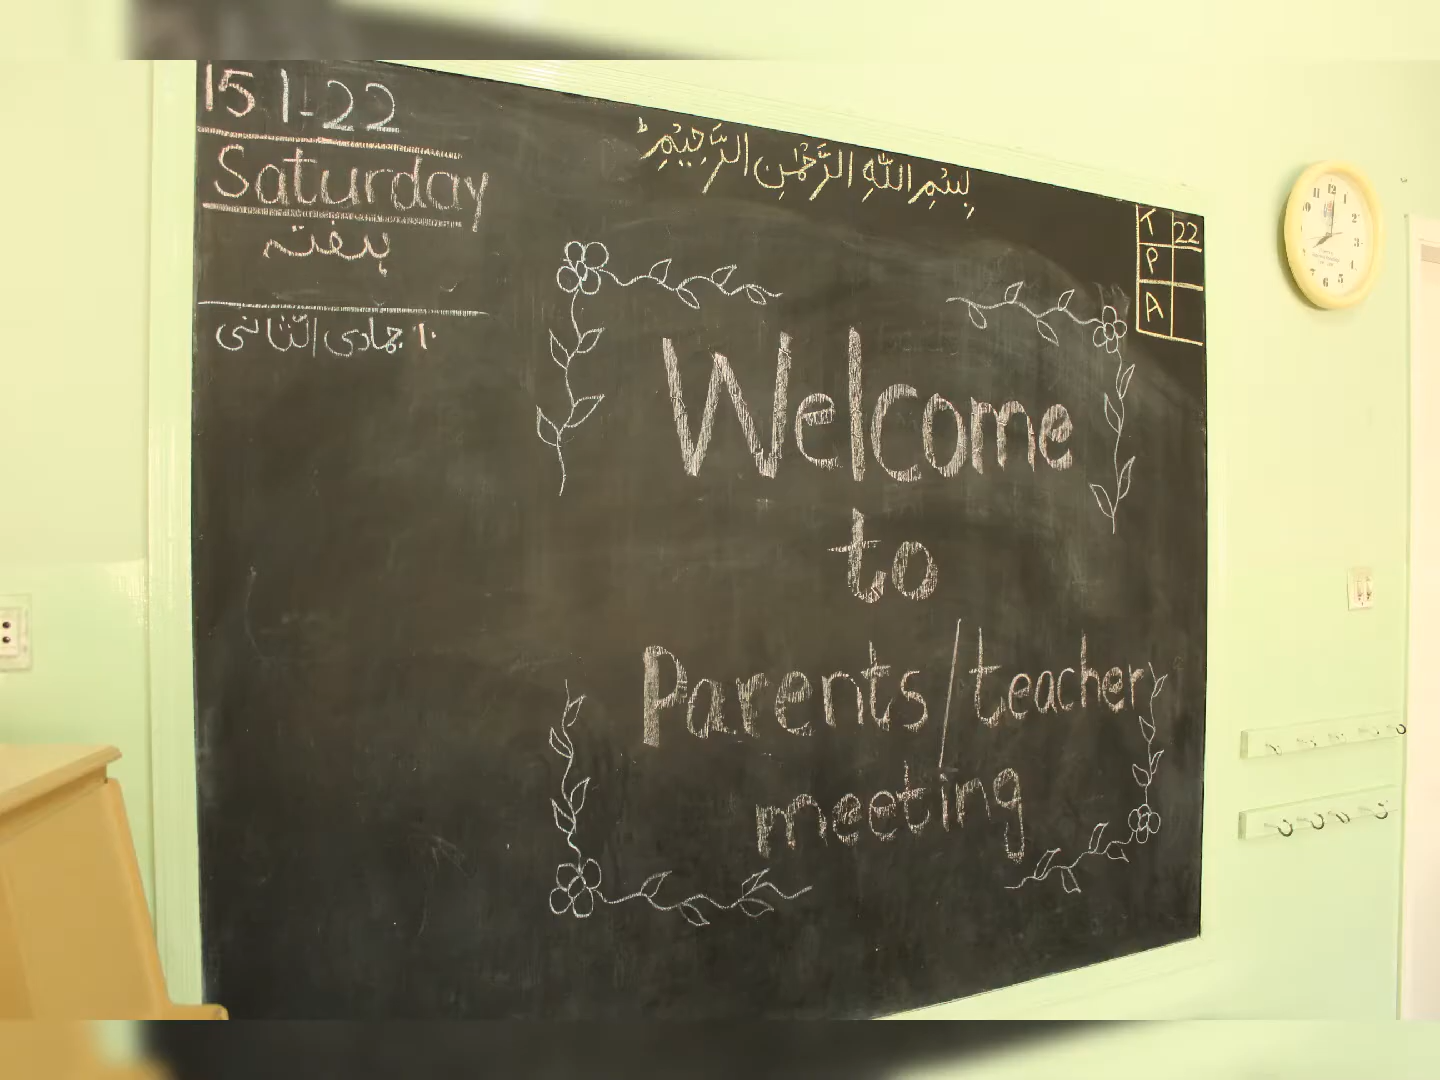 15 1-22
Saturday
ہفتہ
۱۰ جمادی الثانی
بِسْمِ اللّٰهِ الرَّحْمٰنِ الرَّحِيْمِ ط
T 22
P
A
Welcome
to
Parents/teacher
meeting